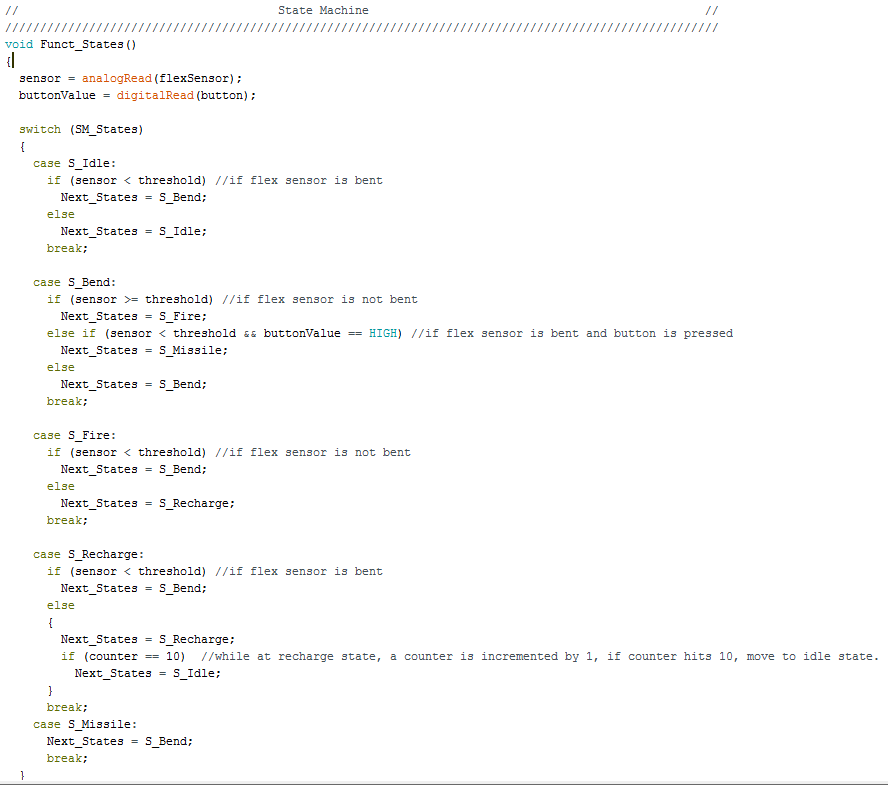 //                                     State Machine                                                //
//////////////////////////////////////////////////////////////////////////////////////////////////////
void Funct_States()
{
  sensor = analogRead(flexSensor);
  buttonValue = digitalRead(button);

  switch (SM_States)
  {
    case S_Idle:
      if (sensor < threshold) //if flex sensor is bent
        Next_States = S_Bend;
      else
        Next_States = S_Idle;
      break;

    case S_Bend:
      if (sensor >= threshold) //if flex sensor is not bent
        Next_States = S_Fire;
      else if (sensor < threshold && buttonValue == HIGH) //if flex sensor is bent and button is pressed
        Next_States = S_Missile;
      else
        Next_States = S_Bend;
      break;

    case S_Fire:
      if (sensor < threshold) //if flex sensor is not bent
        Next_States = S_Bend;
      else
        Next_States = S_Recharge;
      break;

    case S_Recharge:
      if (sensor < threshold) //if flex sensor is bent
        Next_States = S_Bend;
      else
      {
        Next_States = S_Recharge;
        if (counter == 10)  //while at recharge state, a counter is incremented by 1, if counter hits 10, move to idle state.
          Next_States = S_Idle;
      }
      break;
    case S_Missile:
      Next_States = S_Bend;
      break;
  }